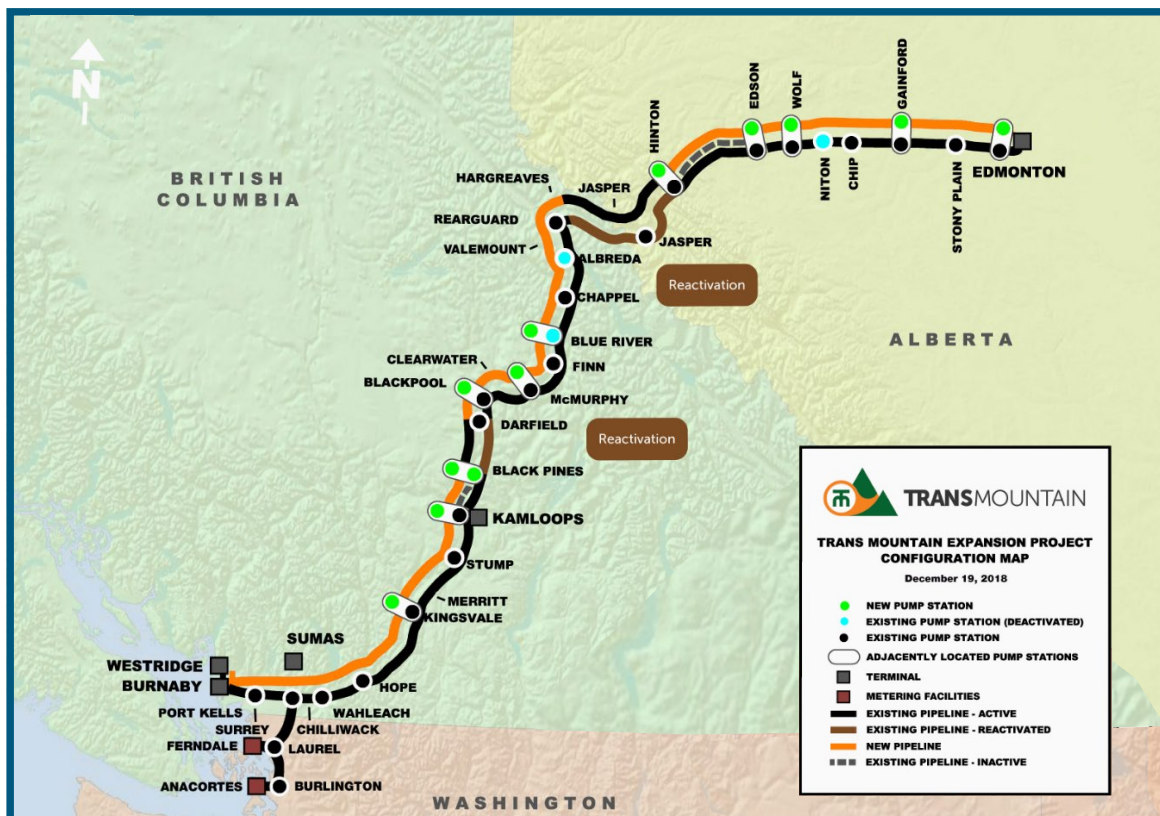 N
BRITISH
COLUMBIA
ALBERTA
WASHINGTON
EDSON
WOLF
GAINFORD
HINTON
NITON
CHIP
STONY PLAIN
EDMONTON
HARGREAVES
JASPER
REARGUARD
VALEMOUNT
JASPER
ALBREDA
Reactivation
CHAPPEL
BLUE RIVER
CLEARWATER
FINN
BLACKPOOL
McMURPHY
DARFIELD
Reactivation
BLACK PINES
KAMLOOPS
STUMP
MERRITT
KINGSVALE
SUMAS
WESTRIDGE
BURNABY
HOPE
PORT KELLS
WAHLEACH
SURREY
CHILLIWACK
FERNDALE
LAUREL
ANACORTES
BURLINGTON
TRANSMOUNTAIN
TRANS MOUNTAIN EXPANSION PROJECT
CONFIGURATION MAP
December 19, 2018
NEW PUMP STATION
EXISTING PUMP STATION (DEACTIVATED)
EXISTING PUMP STATION
ADJACENTLY LOCATED PUMP STATIONS
TERMINAL
METERING FACILITIES
EXISTING PIPELINE - ACTIVE
EXISTING PIPELINE - REACTIVATED
NEW PIPELINE
EXISTING PIPELINE - INACTIVE